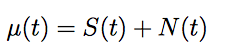 μ(t) = S(t) + N(t)